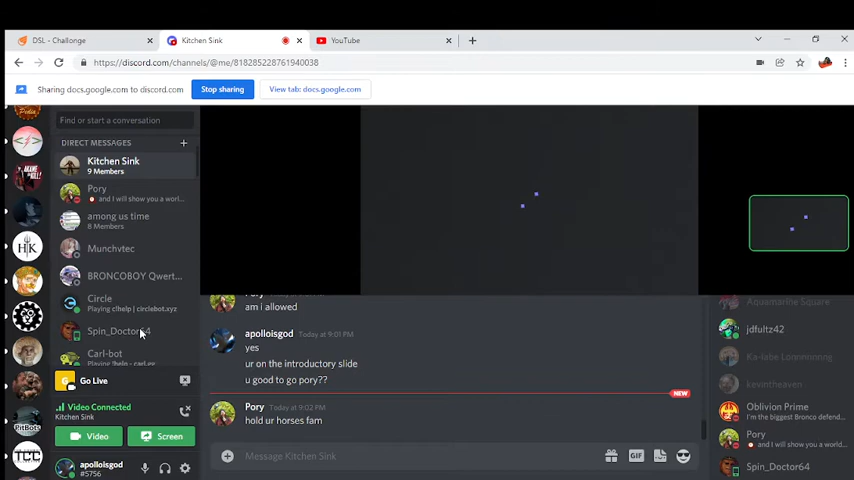 DSL - Challonge
Kitchen Sink
YouTube
https://discord.com/channels/@me/818285228761940038
Sharing docs.google.com to discord.com
Stop sharing
View tab: docs.google.com
Find or start a conversation
DIRECT MESSAGES
Kitchen Sink
9 Members
Pory
and I will show you a worl...
among us time
8 Members
Munchvtec
BRONCOBOY Qwert...
Circle
Playing c!help | circlebot.xyz
Spin_Doctor64
Carl-bot
Go Live
Video Connected
Kitchen Sink
Video
Screen
apolloisgod
#5756
am i allowed
apolloisgod Today at 9:01 PM
yes
ur on the introductory slide
u good to go pory??
NEW
Pory Today at 9:02 PM
hold ur horses fam
Message Kitchen Sink
GIF
Aquamarine Square
jdfultz42
kevintheaven
Oblivion Prime
I'm the biggest Bronco defend...
Pory
and I will show you a world...
Spin_Doctor64
HK
PitBots
TCC